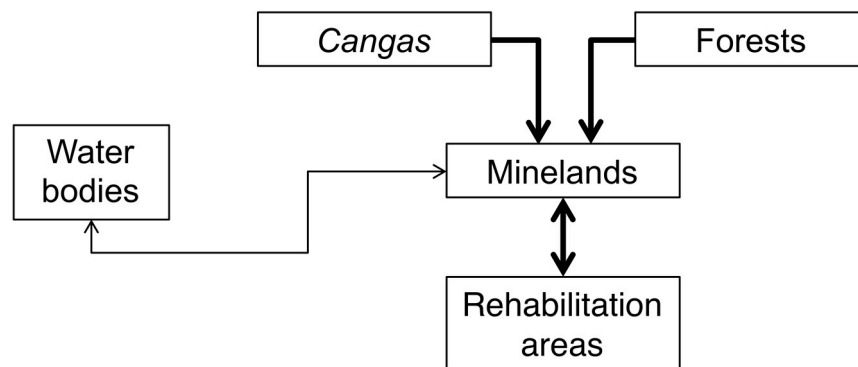 Cangas
Forests
Water
bodies
Minelands
Rehabilitation
areas